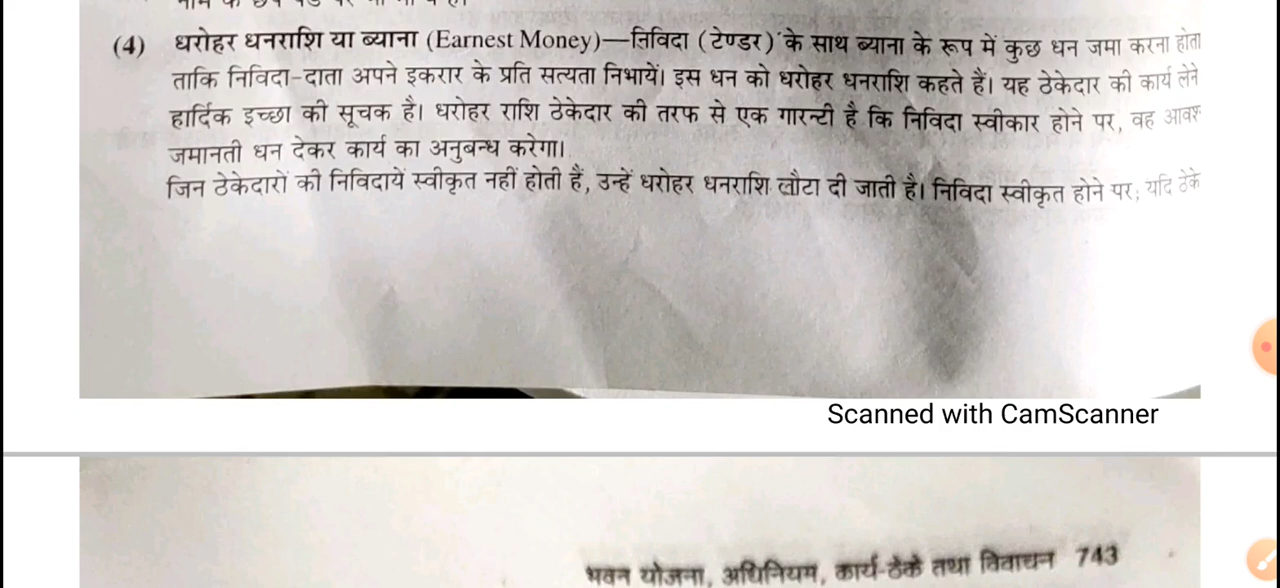 (4) धरोहर धनराशि या ब्याना (Earnest Money)—निविदा (टेण्डर) के साथ ब्याना के रूप में कुछ धन जमा करना होता
ताकि निविदा-दाता अपने इकरार के प्रति सत्यता निभायें। इस धन को धरोहर धनराशि कहते हैं। यह ठेकेदार की कार्य लेने
हार्दिक इच्छा की सूचक है। धरोहर राशि ठेकेदार की तरफ से एक गारन्टी है कि निविदा स्वीकार होने पर, वह आवश
जमानती धन देकर कार्य का अनुबन्ध करेगा।
जिन ठेकेदारों की निविदायें स्वीकृत नहीं होती हैं, उन्हें धरोहर धनराशि लौटा दी जाती है। निविदा स्वीकृत होने पर; यदि ठेके
Scanned with CamScanner
भवन योजना, अधिनियम, कार्य-ठेके तथा विवाचन 743